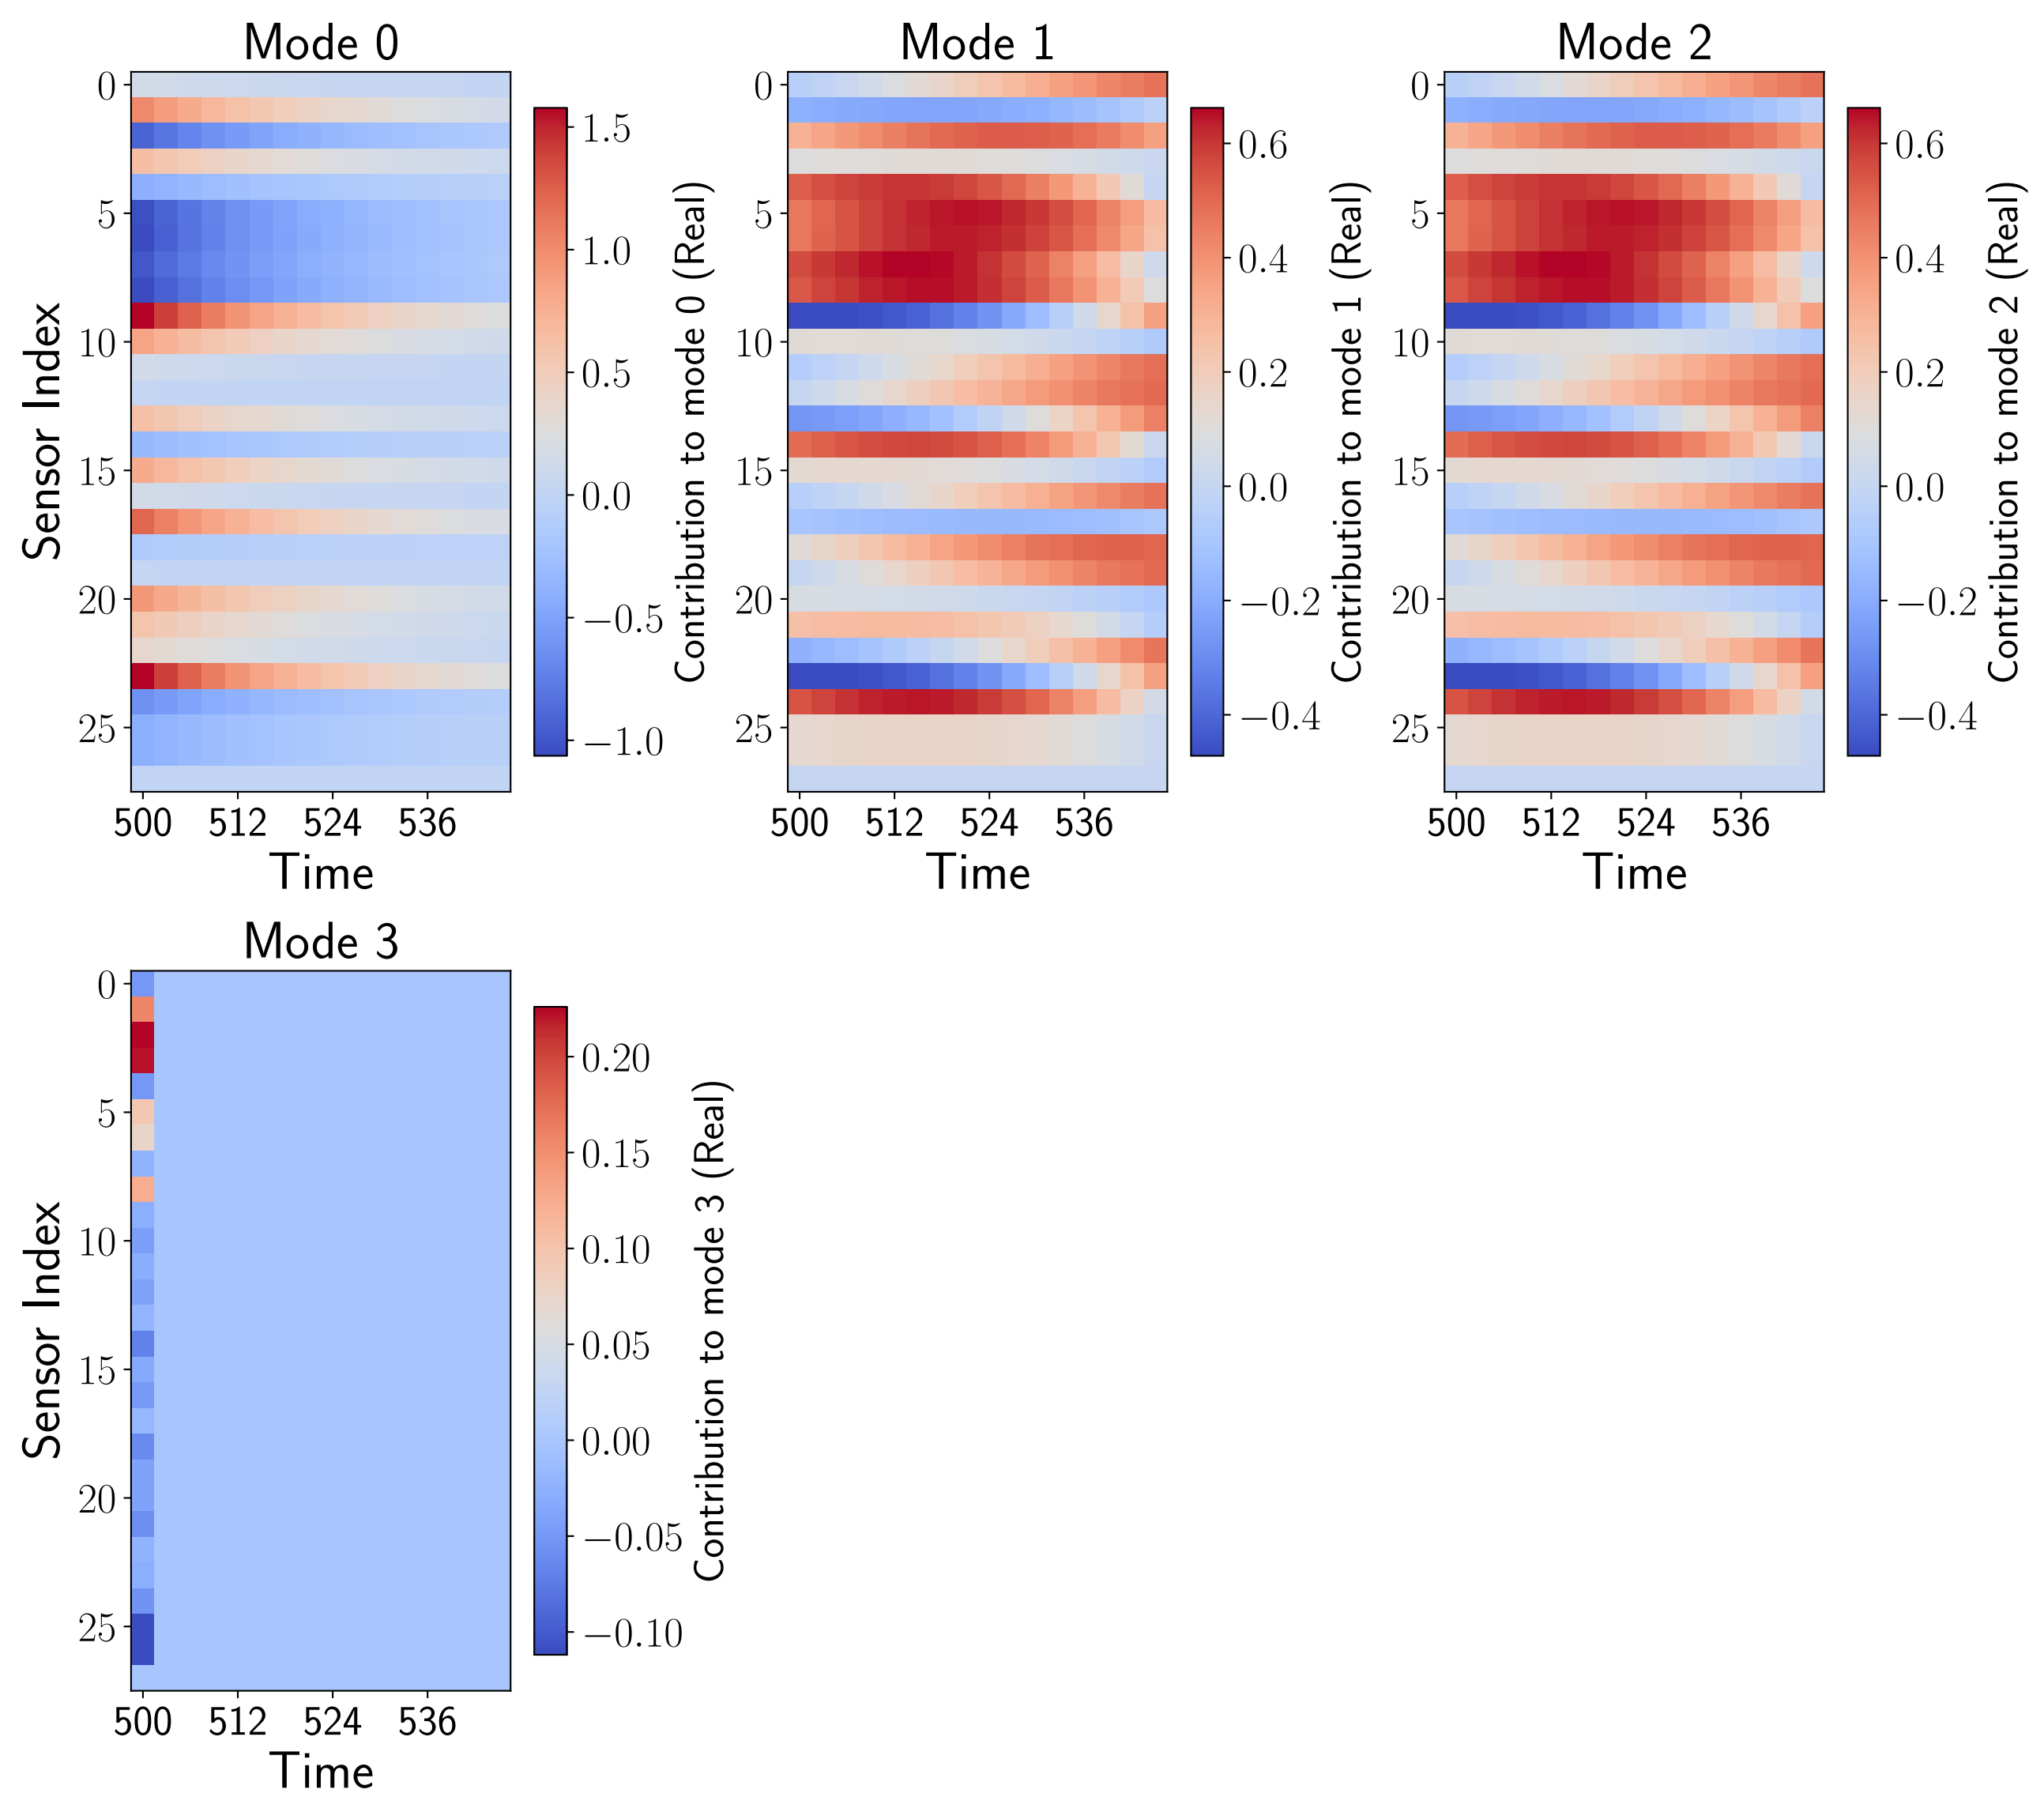 Mode 0
Mode 1
Mode 2
Sensor Index
0
5
10
15
20
25
500 512 524 536
Time
1.5
1.0
0.5
0.0
−0.5
−1.0
Contribution to mode 0 (Real)
0
5
10
15
20
25
500 512 524 536
Time
0.6
0.4
0.2
0.0
−0.2
−0.4
Contribution to mode 1 (Real)
0
5
10
15
20
25
500 512 524 536
Time
0.6
0.4
0.2
0.0
−0.2
−0.4
Contribution to mode 2 (Real)
Mode 3
Sensor Index
0
5
10
15
20
25
500 512 524 536
Time
0.20
0.15
0.10
0.05
0.00
−0.05
−0.10
Contribution to mode 3 (Real)